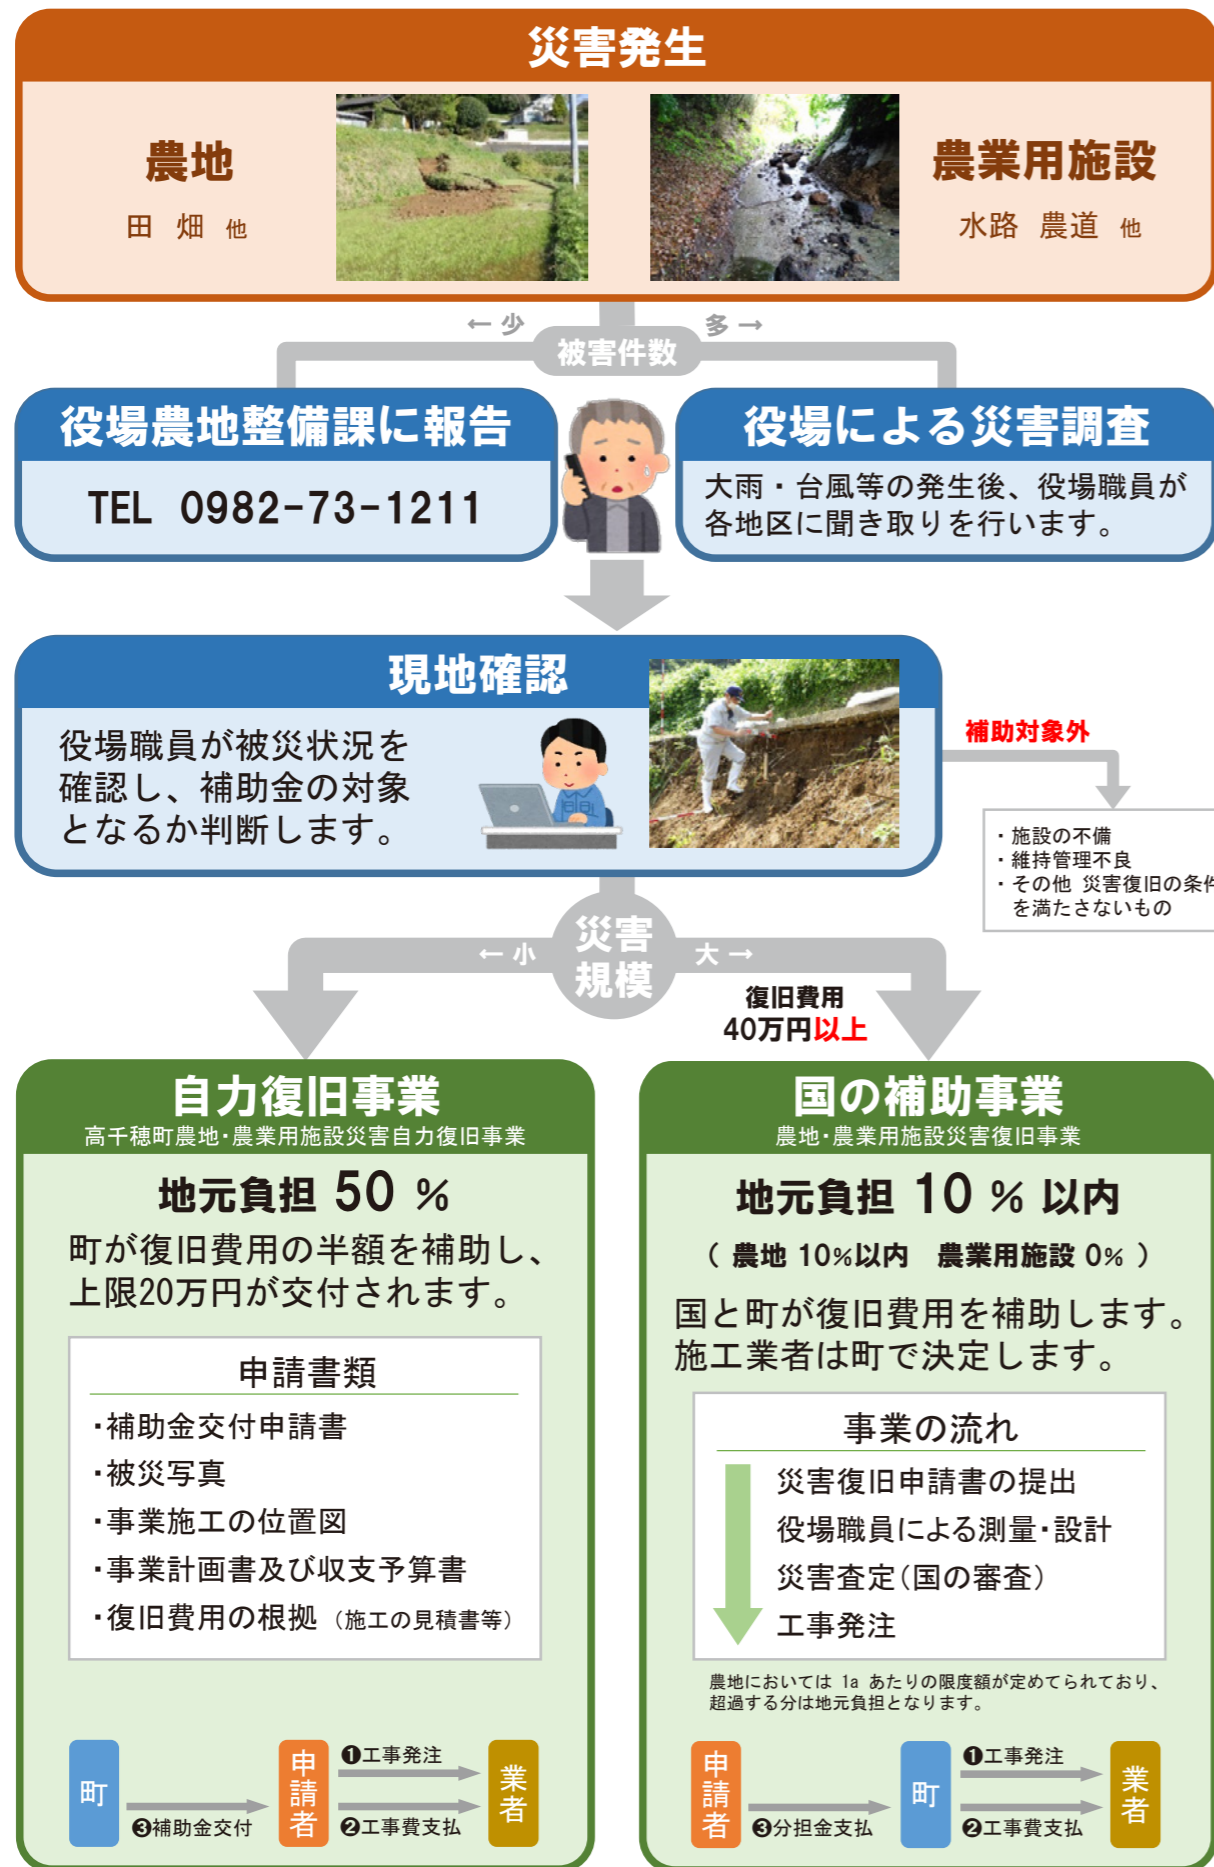 災害発生
農地
田 畑 他
農業用施設
水路 農道 他
← 少
多 →
被害件数
役場農地整備課に報告
TEL 0982-73-1211
役場による災害調査
大雨・台風等の発生後、役場職員が
各地区に聞き取りを行います。
現地確認
役場職員が被災状況を
確認し、補助金の対象
となるか判断します。
補助対象外
・施設の不備
・維持管理不良
・その他 災害復旧の条件
を満たさないもの
← 小
災害
規模
大 →
復旧費用
40万円以上
自力復旧事業
高千穂町農地・農業用施設災害自力復旧事業
地元負担 50 %
町が復旧費用の半額を補助し、
上限20万円が交付されます。
申請書類
・補助金交付申請書
・被災写真
・事業施工の位置図
・事業計画書及び収支予算書
・復旧費用の根拠 (施工の見積書等)
町
❸補助金交付
申請者
❶工事発注
❷工事費支払
業者
国の補助事業
農地・農業用施設災害復旧事業
地元負担 10 % 以内
( 農地 10%以内 農業用施設 0% )
国と町が復旧費用を補助します。
施工業者は町で決定します。
事業の流れ
災害復旧申請書の提出
役場職員による測量・設計
災害査定(国の審査)
工事発注
農地においては 1a あたりの限度額が定めてられており、
超過する分は地元負担となります。
申請者
❸分担金支払
町
❶工事発注
❷工事費支払
業者